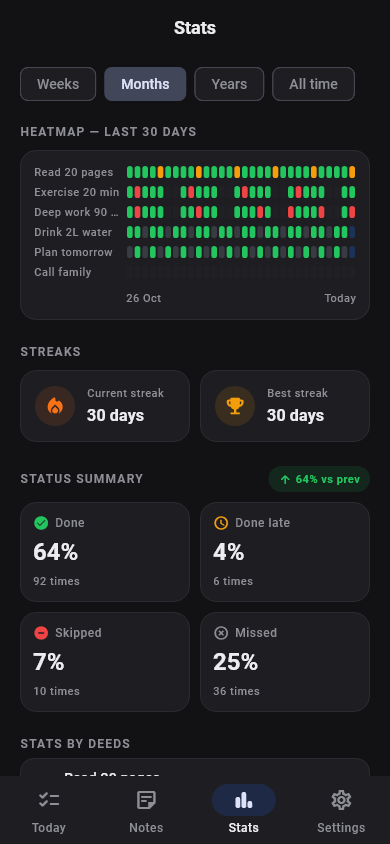 Stats
Weeks
Months
Years
All time
HEATMAP — LAST 30 DAYS
Read 20 pages
Exercise 20 min
Deep work 90 ...
Drink 2L water
Plan tomorrow
Call family
26 Oct
Today
STREAKS
Current streak
30 days
Best streak
30 days
STATUS SUMMARY
↑ 64% vs prev
Done
64%
92 times
Done late
4%
6 times
Skipped
7%
10 times
Missed
25%
36 times
STATS BY DEEDS
Read 20 pages
Today
Notes
Stats
Settings